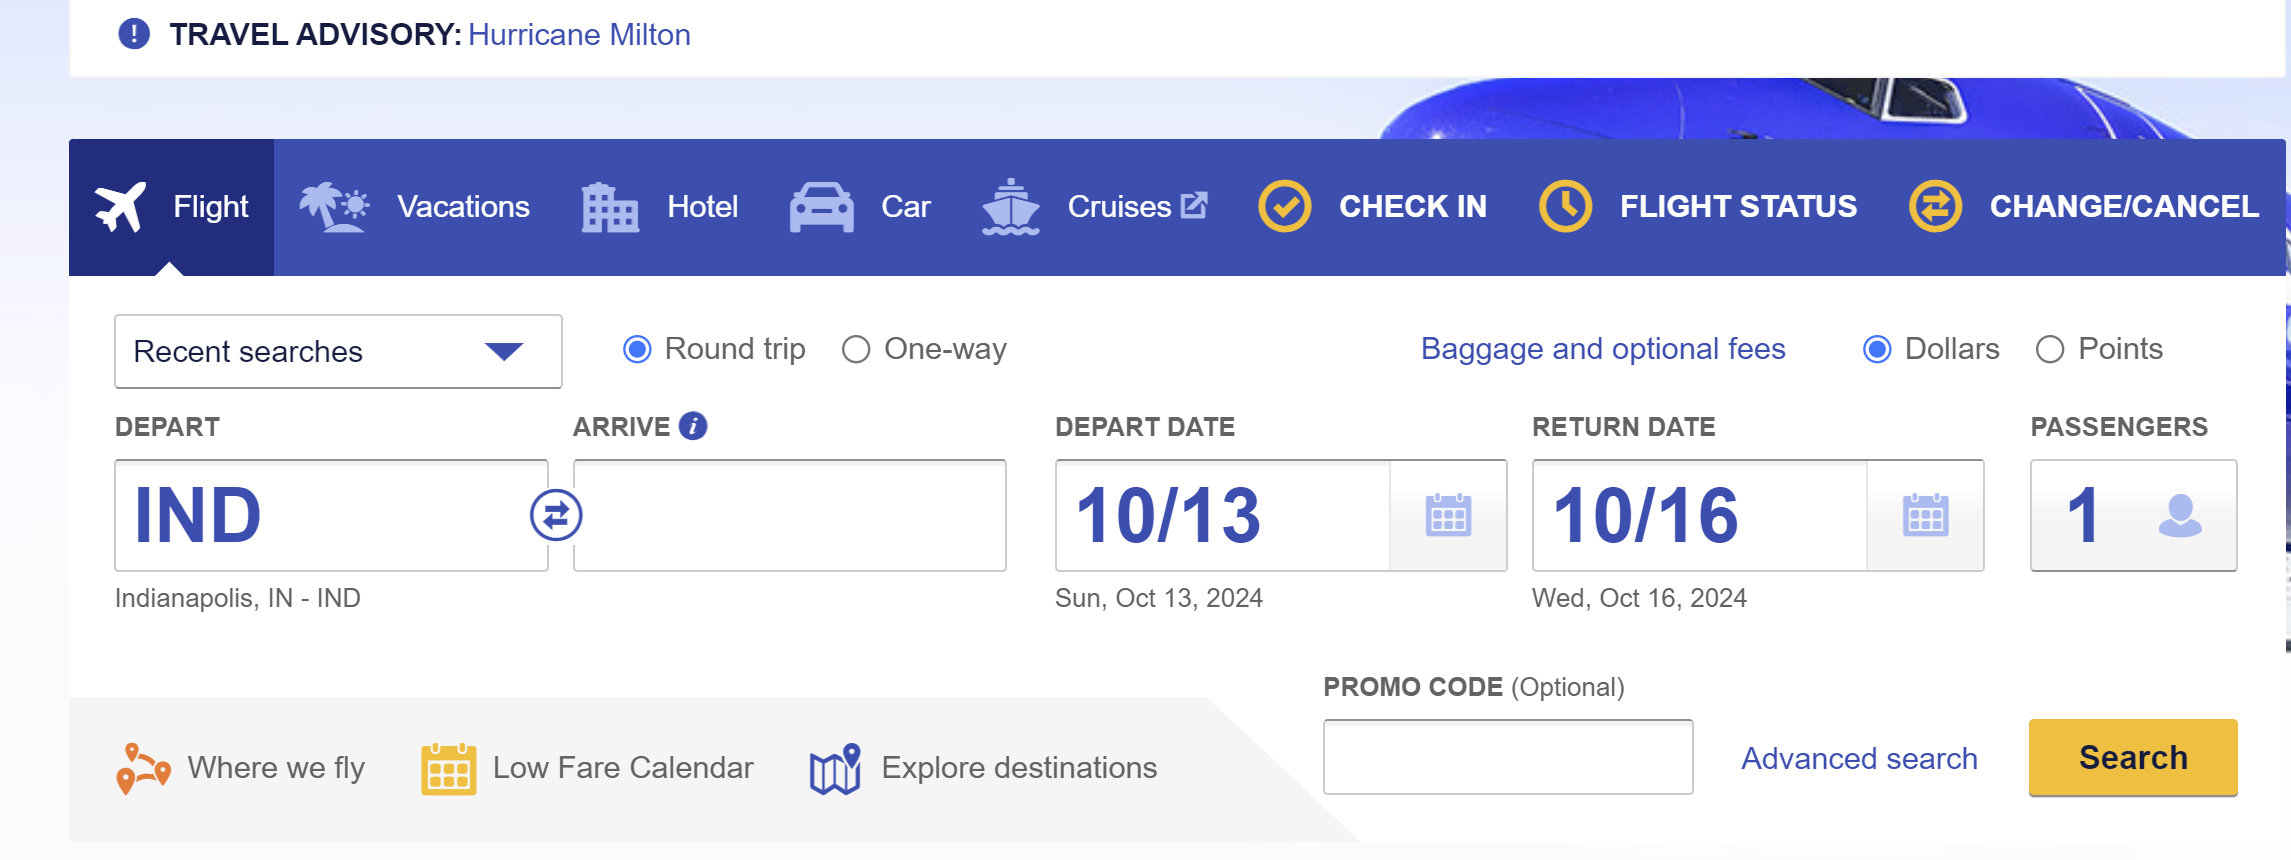 TRAVEL ADVISORY: Hurricane Milton
Flight Vacations Hotel Car Cruises CHECK IN FLIGHT STATUS CHANGE/CANCEL
Recent searches Round trip One-way Baggage and optional fees Dollars Points
DEPART ARRIVE DEPART DATE RETURN DATE PASSENGERS
IND 10/13 10/16 1
Indianapolis, IN - IND Sun, Oct 13, 2024 Wed, Oct 16, 2024
PROMO CODE (Optional)
Where we fly Low Fare Calendar Explore destinations Advanced search Search